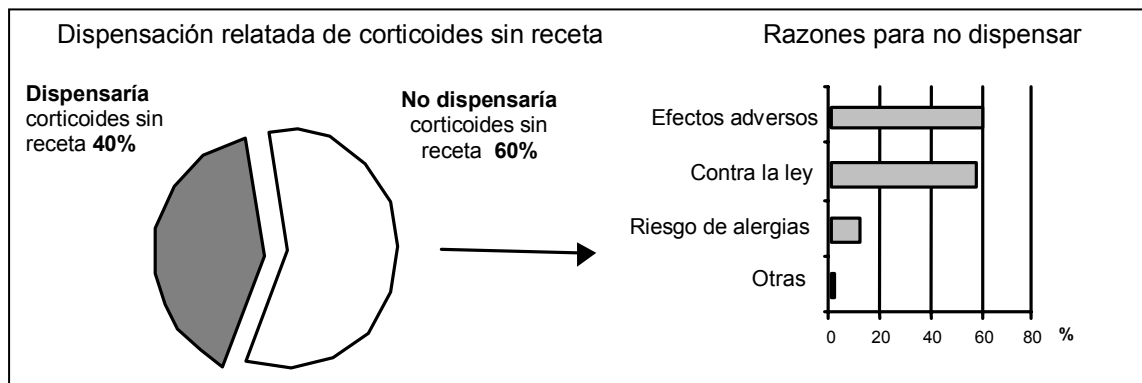 Dispensación relatada de corticoides sin receta
Dispensaría
corticoides sin
receta 40%
No dispensaría
corticoides sin
receta 60%
Razones para no dispensar
Efectos adversos
Contra la ley
Riesgo de alergias
Otras
0 20 40 60 80 %